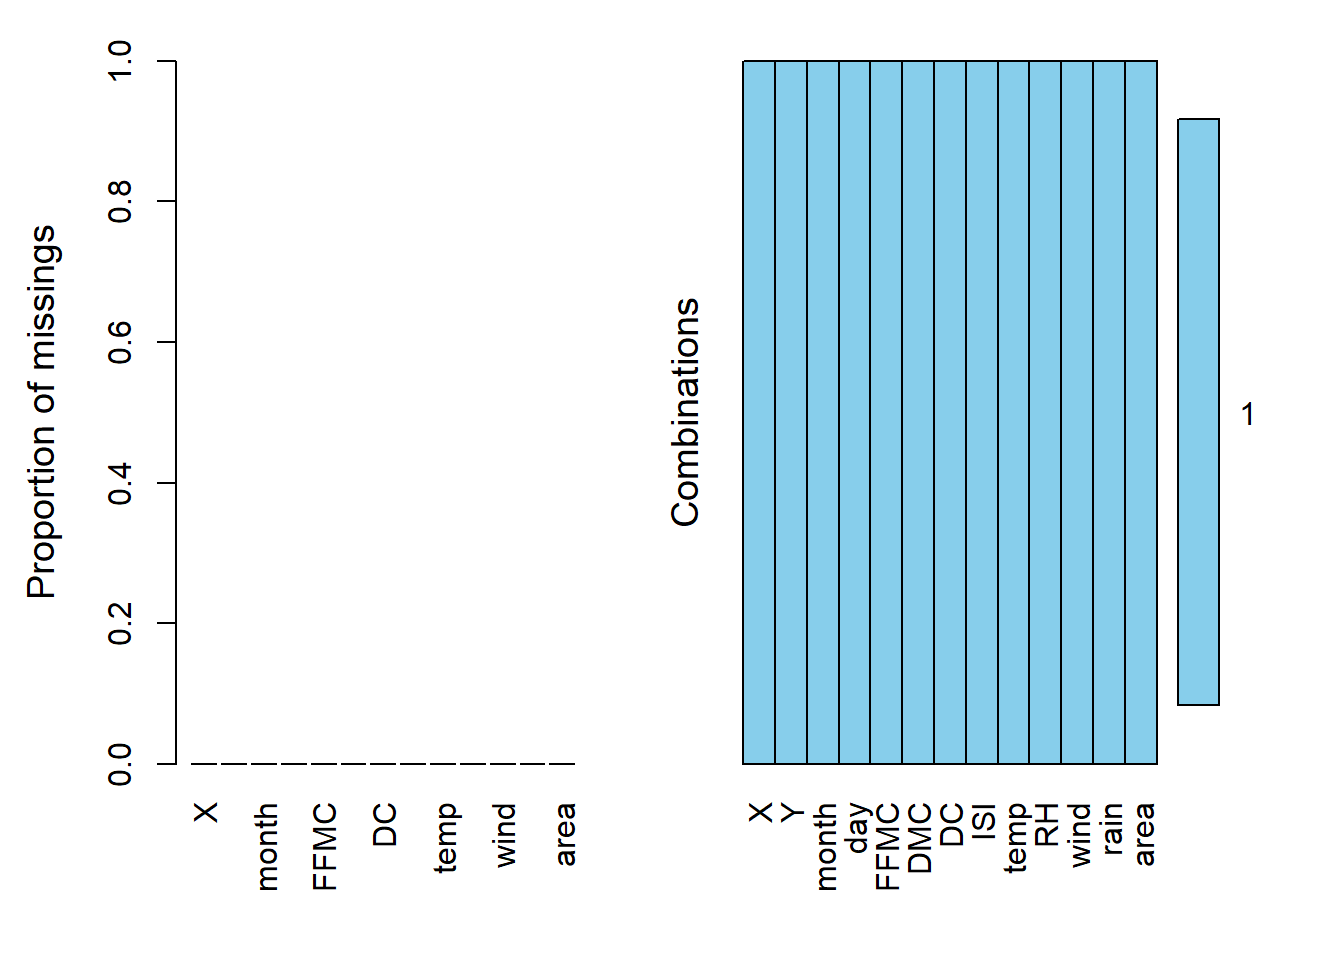 Proportion of missings
1.0
0.8
0.6
0.4
0.2
0.0
X
month
FFMC
DC
temp
wind
area
Combinations
X
Y
month
day
FFMC
DMC
DC
ISI
temp
RH
wind
rain
area
1